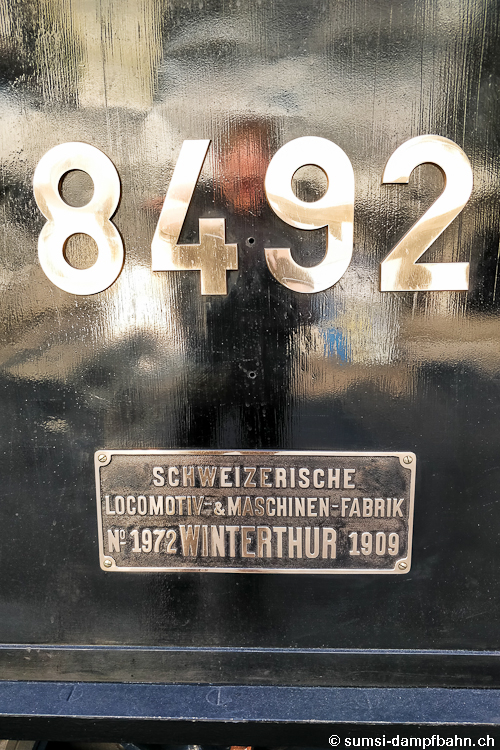 8492
SCHWEIZERISCHE
LOCOMOTIV- & MASCHINEN-FABRIK
Nº 1972 WINTERTHUR 1909
© sumsi-dampfbahn.ch